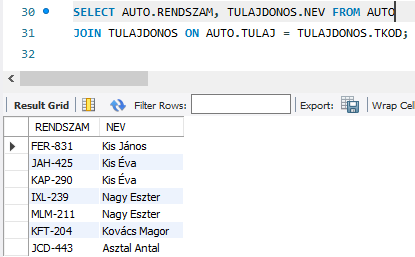 30 SELECT AUTO.RENDSZAM, TULAJDONOS.NEV FROM AUTO
31 JOIN TULAJDONOS ON AUTO.TULAJ = TULAJDONOS.TKOD;
32
Result Grid Filter Rows: Export: Wrap Cel
RENDSZAM NEV
FER-831 Kis János
JAH-425 Kis Éva
KAP-290 Kis Éva
IXL-239 Nagy Eszter
MLM-211 Nagy Eszter
KFT-204 Kovács Magor
JCD-443 Asztal Antal